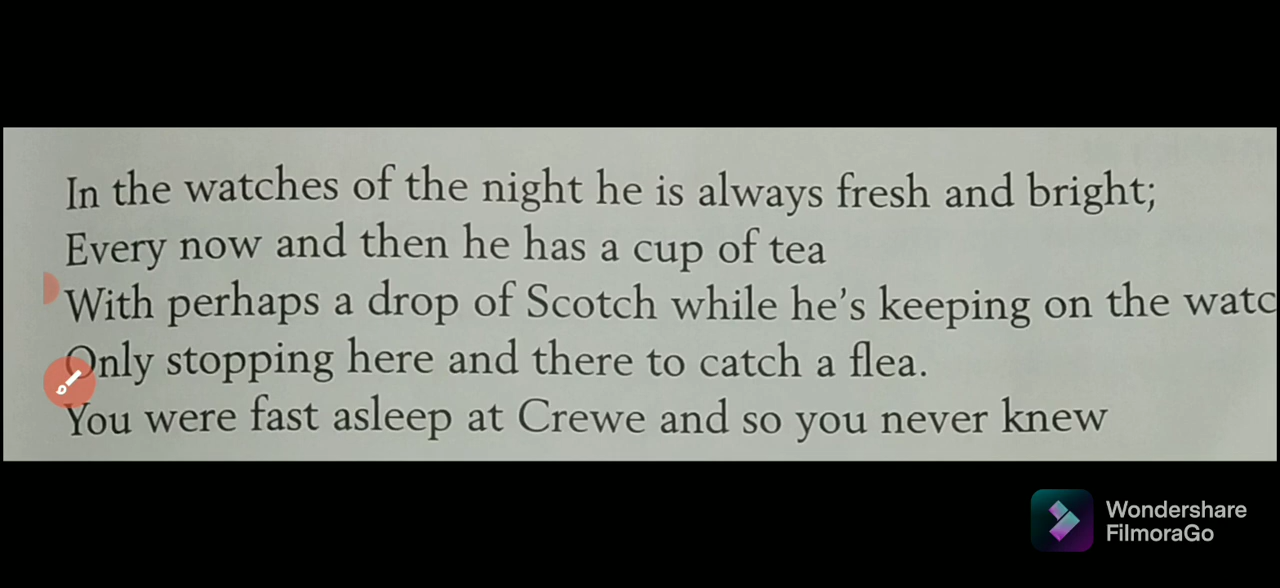 In the watches of the night he is always fresh and bright;
Every now and then he has a cup of tea
With perhaps a drop of Scotch while he's keeping on the watc
Only stopping here and there to catch a flea.
You were fast asleep at Crewe and so you never knew
Wondershare
FilmoraGo